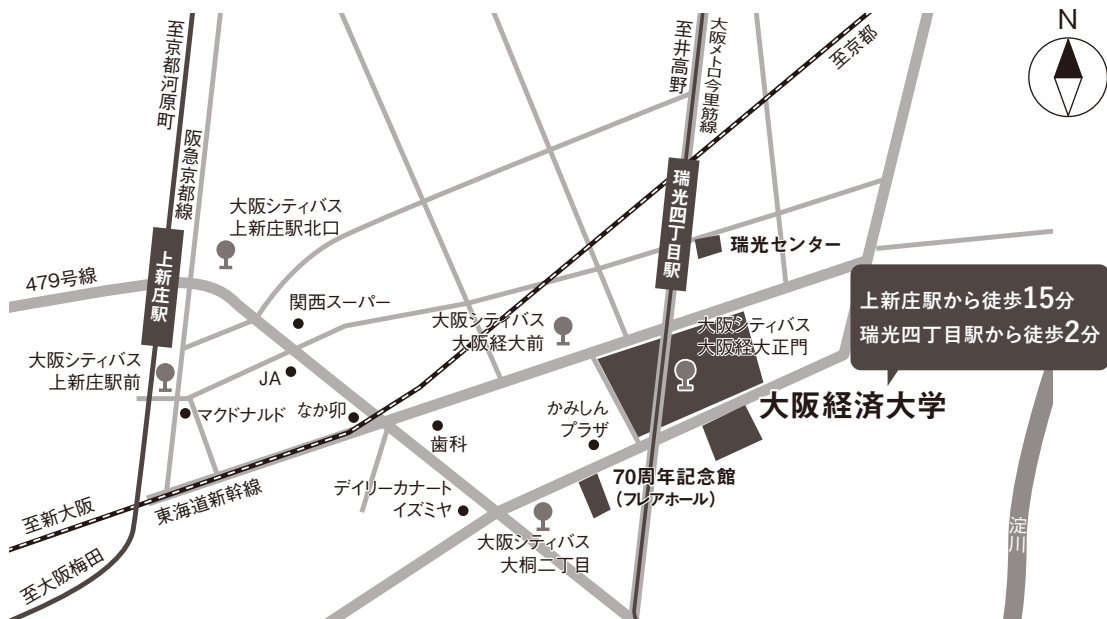 至京都河原町
阪急京都線
大阪メトロ今里筋線
至井高野
至京都
N
大阪シティバス
上新庄駅北口
瑞光四丁目駅
瑞光センター
上新庄駅
479号線
関西スーパー
大阪シティバス
大阪経大前
大阪シティバス
大阪経大正門
上新庄駅から徒歩15分
瑞光四丁目駅から徒歩2分
大阪シティバス
上新庄駅前
JA
マクドナルド
なか卯
歯科
かみしん
プラザ
大阪経済大学
70周年記念館
(フレアホール)
デイリーカナート
イズミヤ
東海道新幹線
至新大阪
大阪シティバス
大桐二丁目
至大阪梅田
淀川